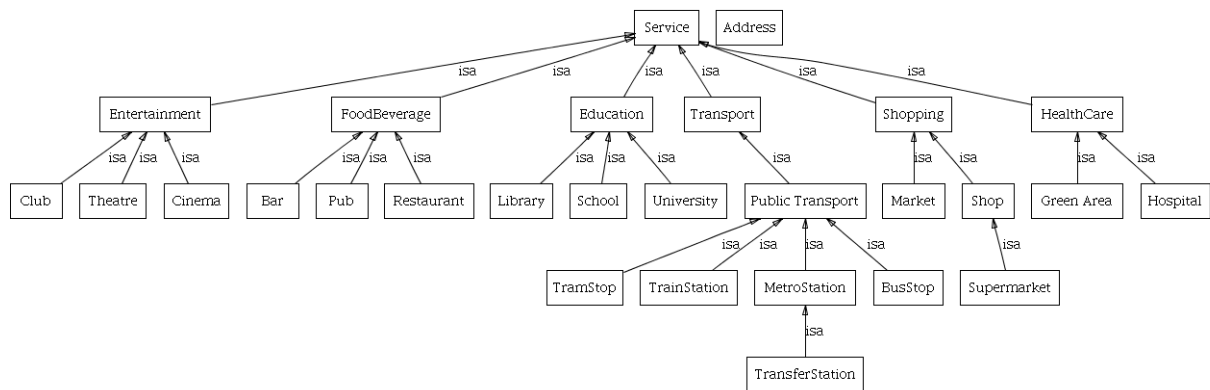 Service
Address
isa
isa
isa
isa
isa
isa
Entertainment
FoodBeverage
Education
Transport
Shopping
HealthCare
isa
isa
isa
isa
isa
isa
isa
isa
isa
isa
isa
isa
isa
isa
Club
Theatre
Cinema
Bar
Pub
Restaurant
Library
School
University
Public Transport
Market
Shop
Green Area
Hospital
isa
isa
isa
isa
isa
TramStop
TrainStation
MetroStation
BusStop
Supermarket
isa
TransferStation